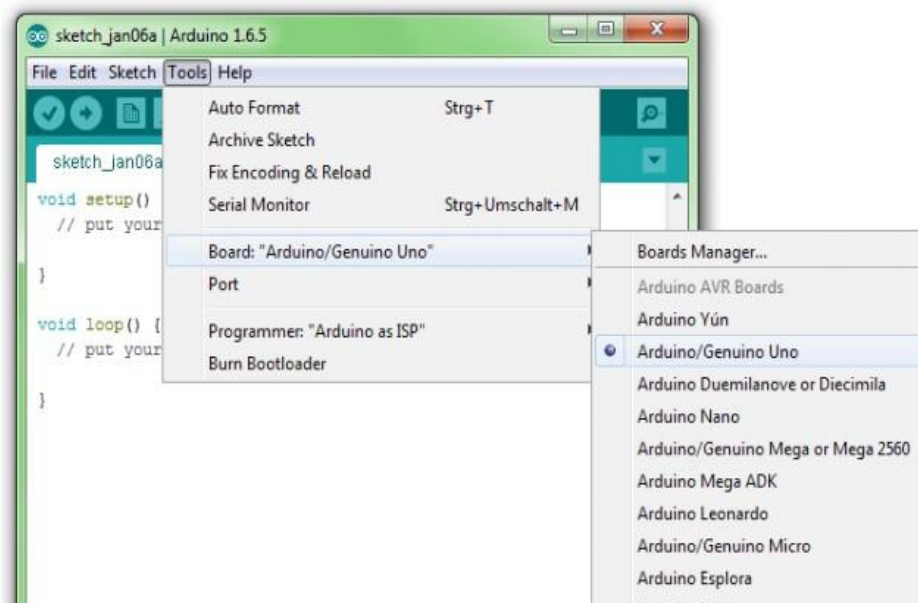 sketch_jan06a | Arduino 1.6.5
File Edit Sketch Tools Help
sketch_jan06a
void setup()
// put your
}
void loop() {
// put your
}
Auto Format Strg+T
Archive Sketch
Fix Encoding & Reload
Serial Monitor Strg+Umschalt+M
Board: "Arduino/Genuino Uno"
Port
Programmer: "Arduino as ISP"
Burn Bootloader
Boards Manager...
Arduino AVR Boards
Arduino Yún
Arduino/Genuino Uno
Arduino Duemilanove or Diecimila
Arduino Nano
Arduino/Genuino Mega or Mega 2560
Arduino Mega ADK
Arduino Leonardo
Arduino/Genuino Micro
Arduino Esplora